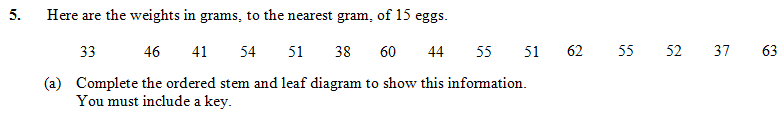 5. Here are the weights in grams, to the nearest gram, of 15 eggs.
33 46 41 54 51 38 60 44 55 51 62 55 52 37 63
(a) Complete the ordered stem and leaf diagram to show this information.
You must include a key.